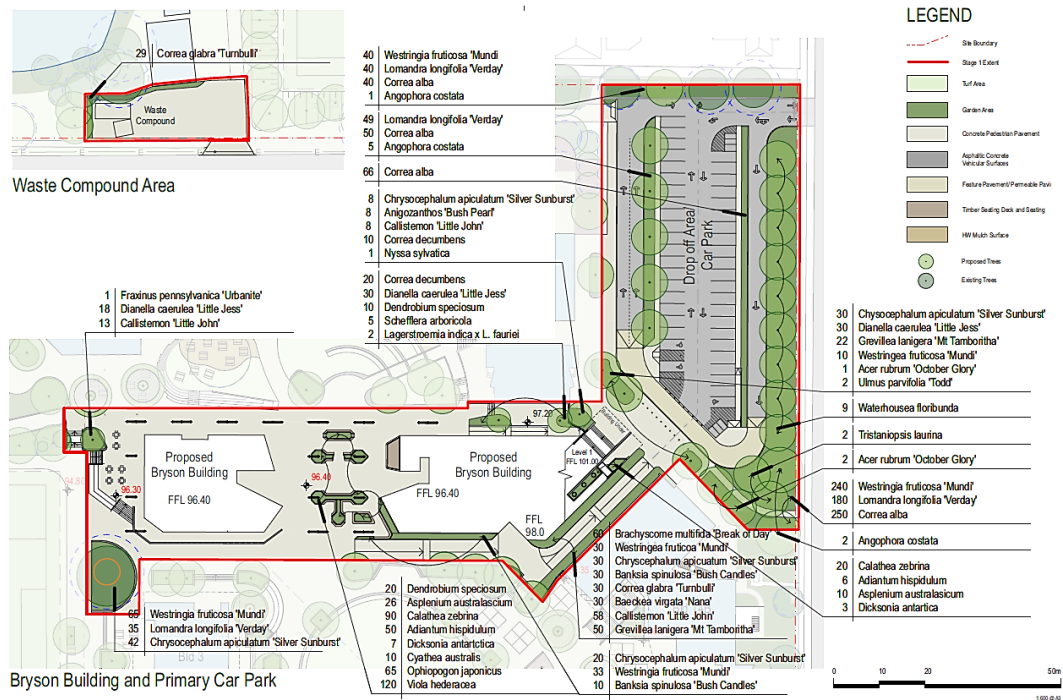 LEGEND
Site Boundary
Stage 1 Extent
Turf Area
Garden Area
Concrete Pedestrian Pavement
Asphaltic Concrete
Vehicular Surfaces
Feature Pavement/Permeable Pavi
Timber Seating Deck and Seating
HW Mulch Surface
Proposed Trees
Existing Trees
29 Correa glabra 'Turnbulli'
Waste
Compound
Waste Compound Area
40 Westringia fruticosa 'Mundi
40 Lomandra longifolia 'Verday'
40 Correa alba
1 Angophora costata
49 Lomandra longifolia 'Verday'
50 Correa alba
5 Angophora costata
66 Correa alba
8 Chrysocephalum apiculatum 'Silver Sunburst'
8 Anigozanthos 'Bush Pearl'
8 Callistemon 'Little John'
10 Correa decumbens
1 Nyssa sylvatica
20 Correa decumbens
30 Dianella caerulea 'Little Jess'
10 Dendrobium speciosum
5 Schefflera arboricola
2 Lagerstroemia indica x L. fauriei
1 Fraxinus pennsylvanica 'Urbanite'
18 Dianella caerulea 'Little Jess'
13 Callistemon 'Little John'
Drop off Area/
Car Park
30 Chysocephalum apiculatum 'Silver Sunburst'
30 Dianella caerulea 'Little Jess'
22 Grevillea lanigera 'Mt Tamboritha'
10 Westringea fruticosa 'Mundi'
1 Acer rubrum 'October Glory'
2 Ulmus parvifolia 'Todd'
9 Waterhousea floribunda
2 Tristaniopsis laurina
2 Acer rubrum 'October Glory'
240 Westringia fruticosa 'Mundi'
180 Lomandra longifolia 'Verday'
250 Correa alba
2 Angophora costata
20 Calathea zebrina
6 Adiantum hispidulum
10 Asplenium australasicum
3 Dicksonia antartica
97.20
Proposed
Bryson Building
FFL 96.40
96.30
94.80
96.40
Proposed
Bryson Building
FFL 96.40
Level 1
FFL 101.00
FFL
98.0
60 Brachyscome multifida 'Break of Day'
30 Westringea fruticoa 'Mundi'
30 Chryscephalum apicuatum 'Silver Sunburst'
30 Banksia spinulosa 'Bush Candles'
30 Correa glabra 'Turnbulli'
30 Baeckea virgata 'Nana'
58 Callistemon 'Little John'
50 Grevillea lanigera 'Mt Tamboritha'
20 Dendrobium speciosum
26 Asplenium australascium
90 Calathea zebrina
50 Adiantum hispidulum
7 Dicksonia antartctica
10 Cyathea australis
65 Ophiopogon japonicus
120 Viola hederacea
20 Chrysocephalum apiculatum 'Silver Sunburst'
33 Westringia fruticosa 'Mundi'
10 Banksia spinulosa 'Bush Candles'
65 Westringia fruticosa 'Mundi'
35 Lomandra longifolia 'Verday'
42 Chrysocephalum apiculatum 'Silver Sunburst'
Bld 3
Bryson Building and Primary Car Park
0 10 20 50m